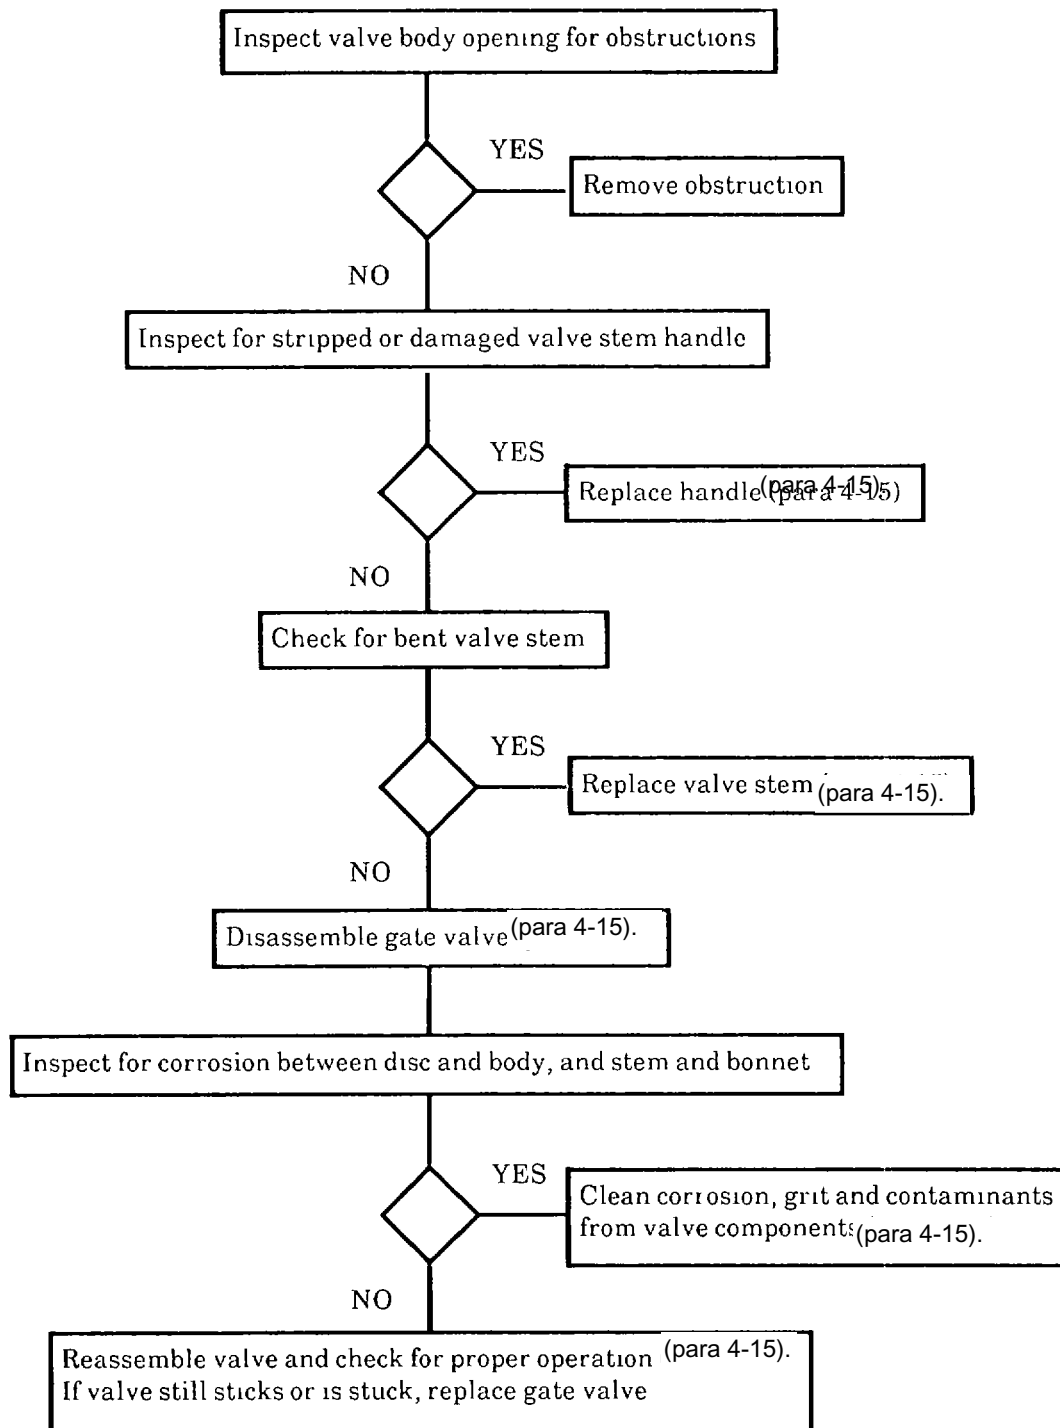 Inspect valve body opening for obstructions
YES
Remove obstruction
NO
Inspect for stripped or damaged valve stem handle
YES
Replace handle (para 4-15).
NO
Check for bent valve stem
YES
Replace valve stem (para 4-15).
NO
Disassemble gate valve (para 4-15).
Inspect for corrosion between disc and body, and stem and bonnet
YES
Clean corrosion, grit and contaminants
from valve components (para 4-15).
NO
Reassemble valve and check for proper operation (para 4-15).
If valve still sticks or is stuck, replace gate valve